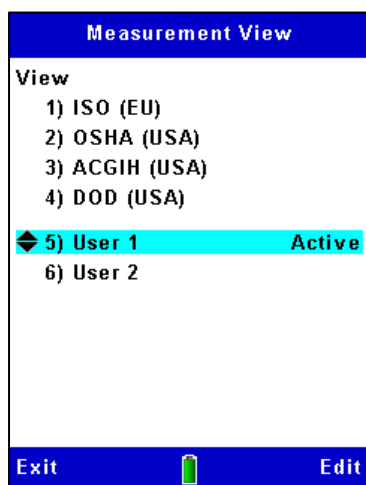 Measurement View
View
1) ISO (EU)
2) OSHA (USA)
3) ACGIH (USA)
4) DOD (USA)
5) User 1 Active
6) User 2
Exit Edit